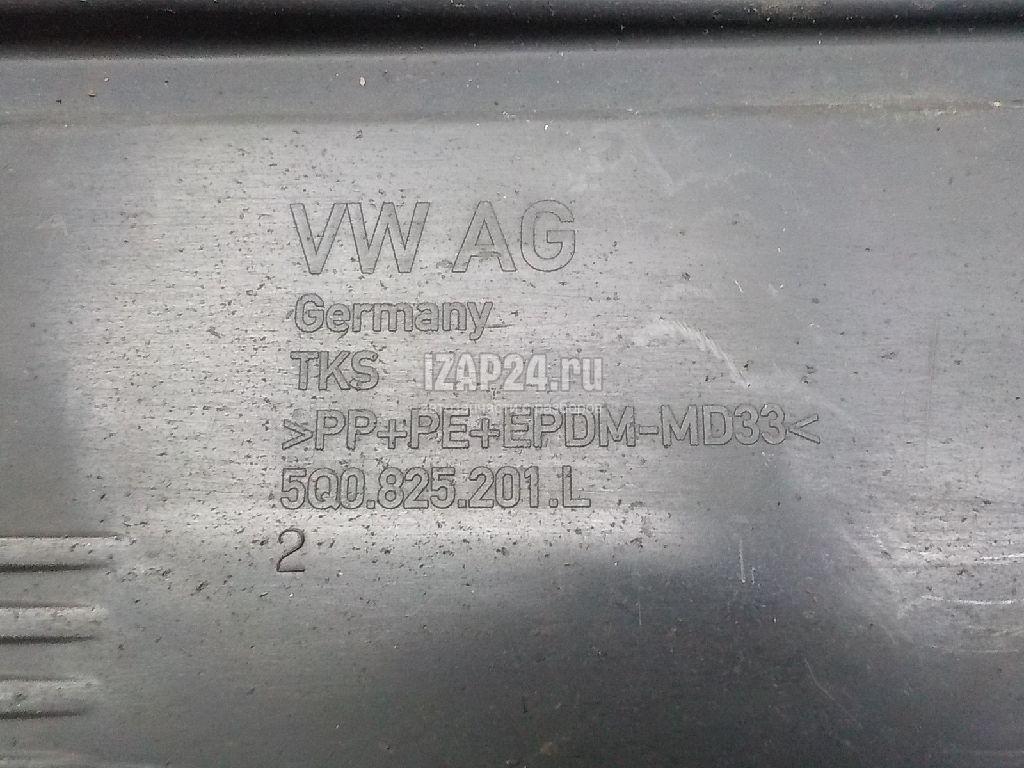 VW AG
Germany
TKS
IZAP24.ru
>PP+PE+EPDM-MD33<
5Q0.825.201.L
2